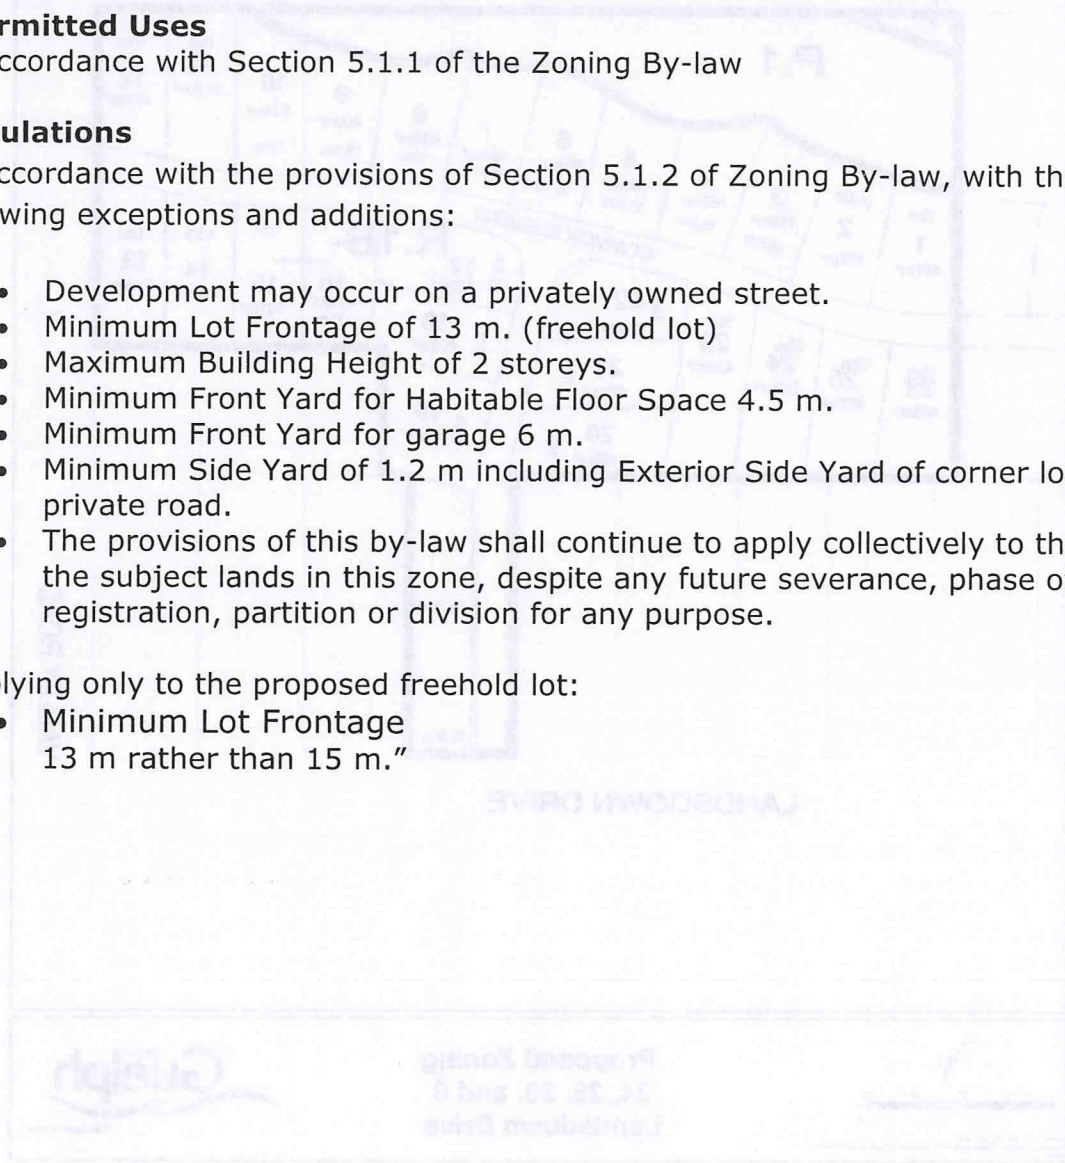 rmitted Uses
ccordance with Section 5.1.1 of the Zoning By-law
ulations
ccordance with the provisions of Section 5.1.2 of Zoning By-law, with th
wing exceptions and additions:
• Development may occur on a privately owned street.
• Minimum Lot Frontage of 13 m. (freehold lot)
• Maximum Building Height of 2 storeys.
• Minimum Front Yard for Habitable Floor Space 4.5 m.
• Minimum Front Yard for garage 6 m.
• Minimum Side Yard of 1.2 m including Exterior Side Yard of corner lo
private road.
• The provisions of this by-law shall continue to apply collectively to th
the subject lands in this zone, despite any future severance, phase o
registration, partition or division for any purpose.
lying only to the proposed freehold lot:
• Minimum Lot Frontage
13 m rather than 15 m.”
LANDSDOWN DRIVE
Proposed Zoning
Landsdown Drive
Guelph